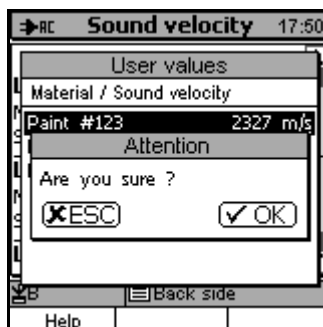 AC Sound velocity 17:50
User values
Material / Sound velocity
Paint #123 2327 m/s
Attention
Are you sure ?
ESC OK
B Back side
Help